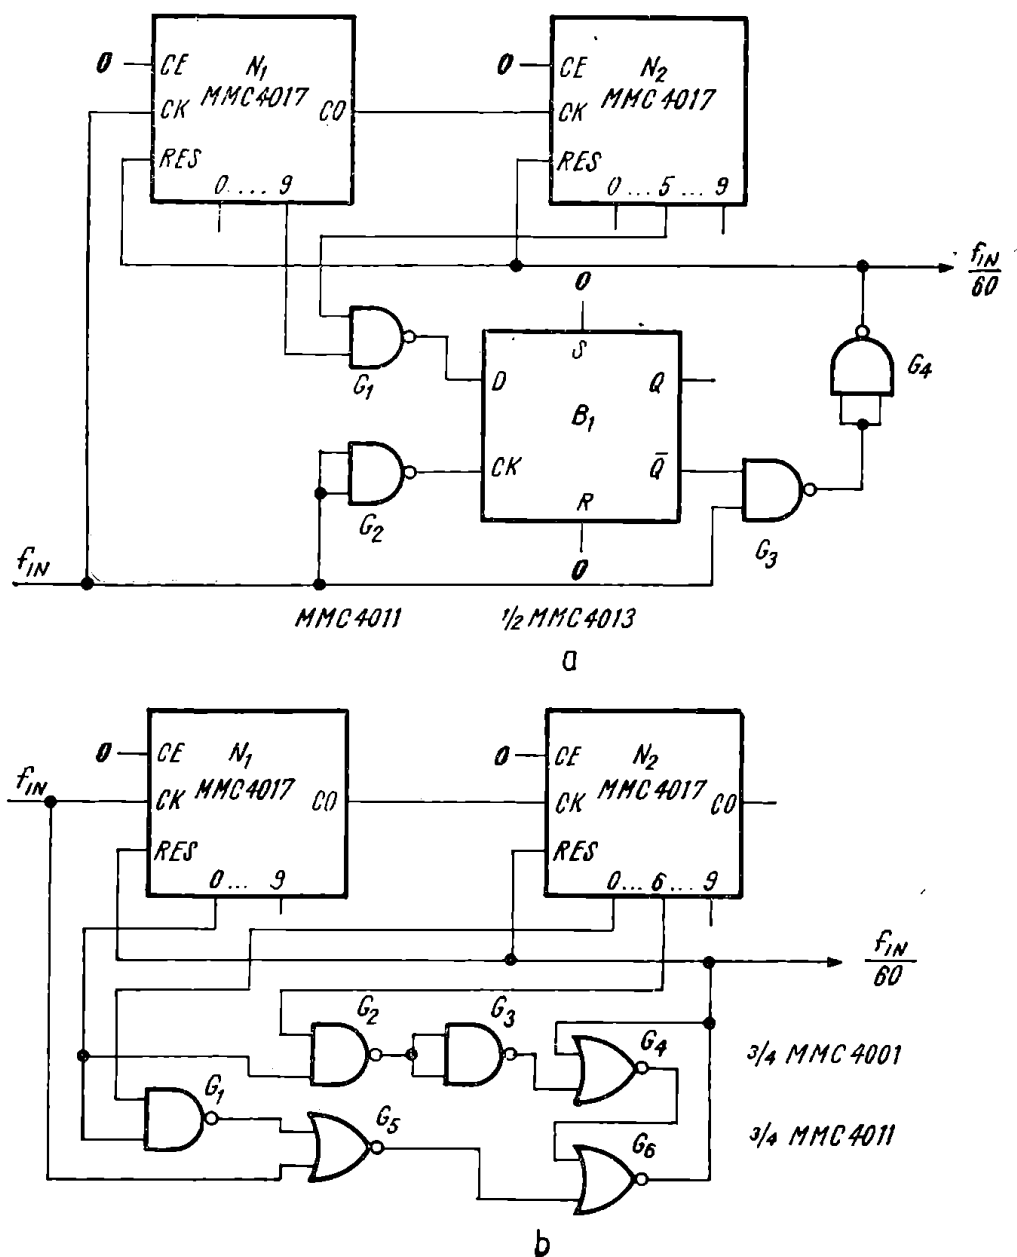 0 CE N1 MMC4017 CK CO RES 0 .... 9
0 CE N2 MMC4017 CK RES 0 ... 5 ... 9
fIN/60
0
S
D Q
B1
CK Q̅
R
0
G1
G2
G3
G4
fIN
MMC4011 1/2 MMC4013
a
0 CE N1 MMC4017 CK CO RES 0 ... 9
0 CE N2 MMC4017 CK CO RES 0 ... 6 ... 9
fIN
fIN/60
G2 G3
G4
3/4 MMC4001
G1
G5
G6
3/4 MMC4011
b